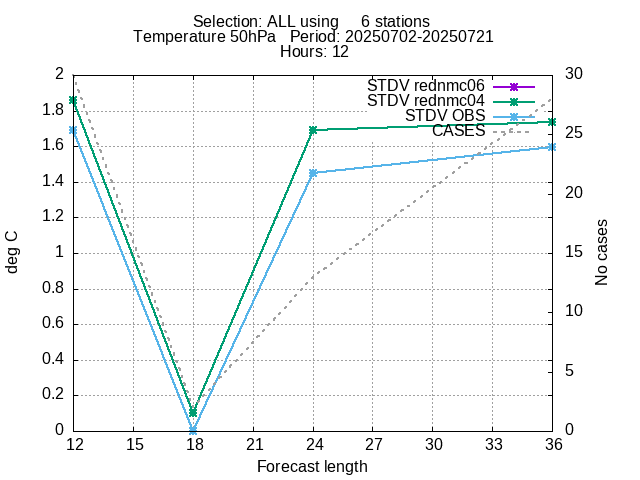 Selection: ALL using 6 stations
Temperature 50hPa Period: 20250702-20250721
Hours: 12
STDV rednmc06
STDV rednmc04
STDV OBS
CASES
deg C
2
1.8
1.6
1.4
1.2
1
0.8
0.6
0.4
0.2
0
30
25
20
15
10
5
0
No cases
12 15 18 21 24 27 30 33 36
Forecast length